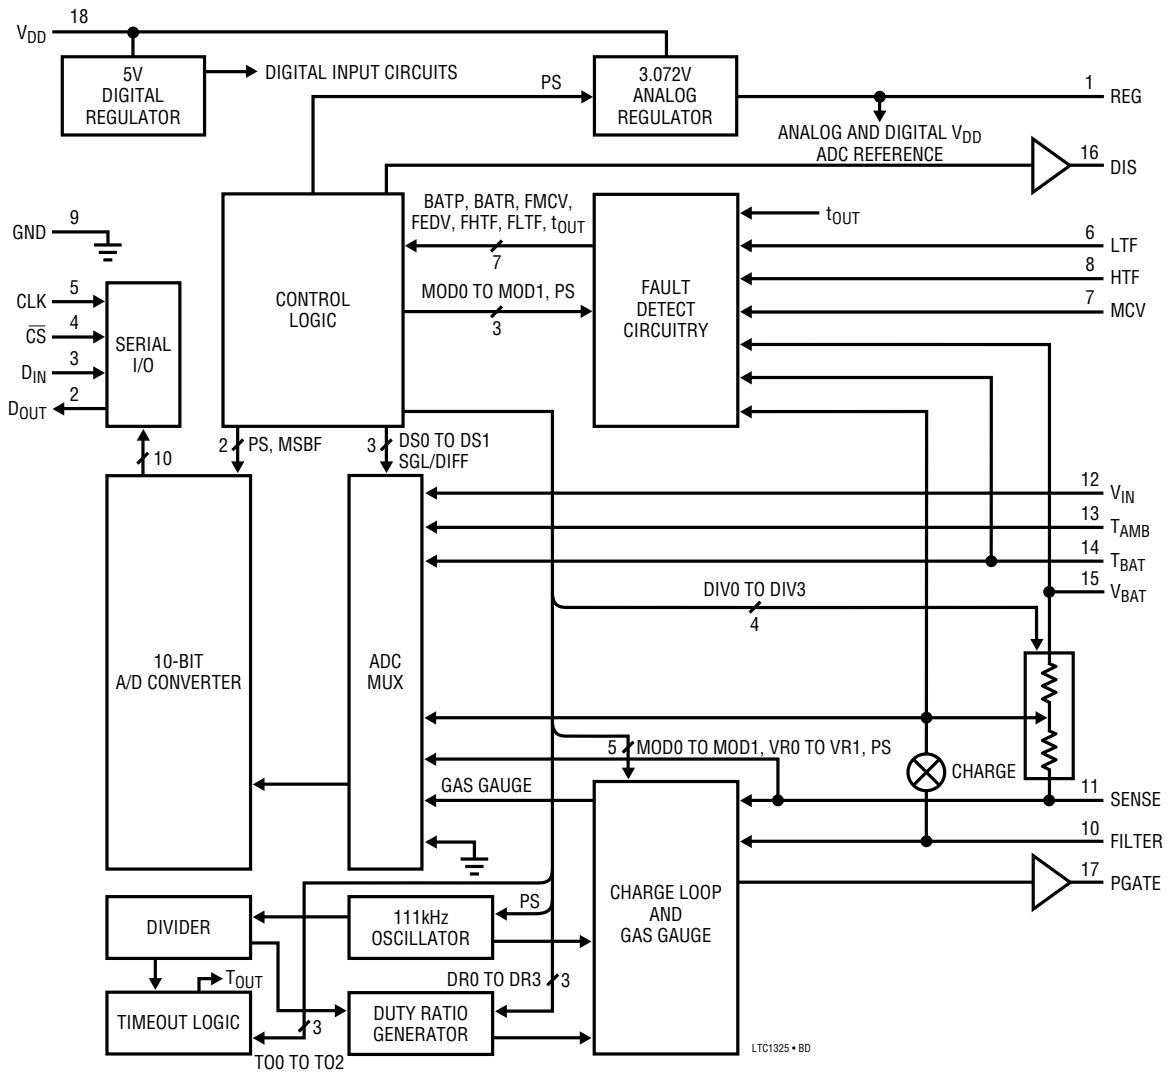 18
VDD
5V
DIGITAL
REGULATOR
DIGITAL INPUT CIRCUITS
PS
3.072V
ANALOG
REGULATOR
1
REG
ANALOG AND DIGITAL VDD
ADC REFERENCE
16
DIS
9
GND
CONTROL
LOGIC
BATP, BATR, FMCV,
FEDV, FHTF, FLTF, tOUT
7
MOD0 TO MOD1, PS
3
FAULT
DETECT
CIRCUITRY
tOUT
6
LTF
8
HTF
7
MCV
5
CLK
4
CS
3
DIN
2
DOUT
SERIAL
I/O
10
2
PS, MSBF
3
DS0 TO DS1
SGL/DIFF
12
VIN
13
TAMB
14
TBAT
15
VBAT
DIV0 TO DIV3
4
10-BIT
A/D CONVERTER
ADC
MUX
5
MOD0 TO MOD1, VR0 TO VR1, PS
CHARGE
GAS GAUGE
11
SENSE
10
FILTER
17
PGATE
CHARGE LOOP
AND
GAS GAUGE
DIVIDER
111kHz
OSCILLATOR
PS
TOUT
DR0 TO DR3
3
TIMEOUT LOGIC
3
DUTY RATIO
GENERATOR
TO0 TO TO2
LTC1325 • BD